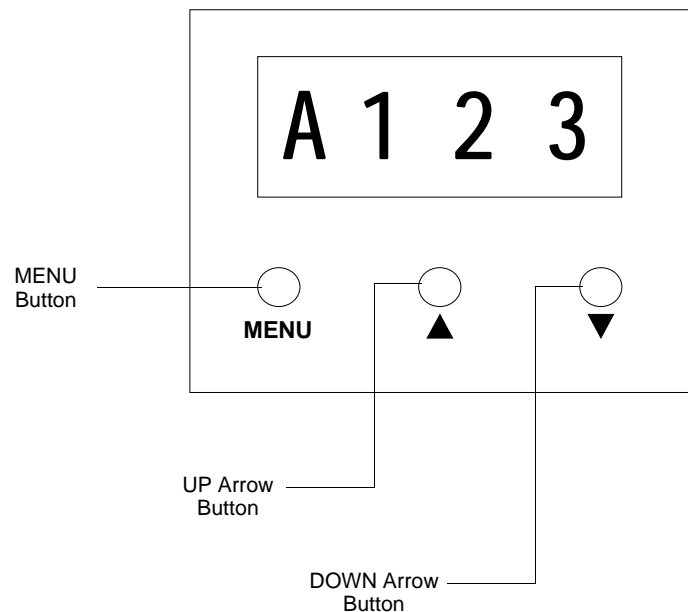 A 1 2 3
MENU
Button
MENU
▲
▼
UP Arrow
Button
DOWN Arrow
Button